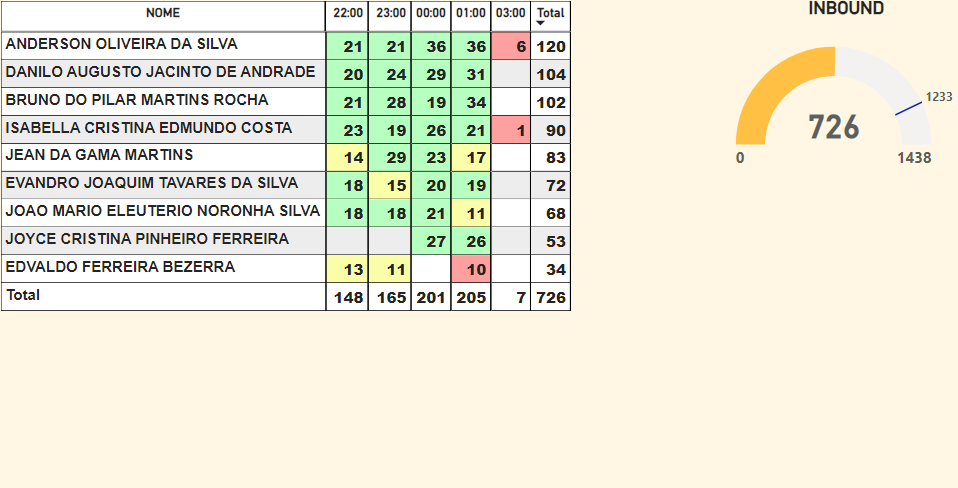 NOME 22:00 23:00 00:00 01:00 03:00 Total
ANDERSON OLIVEIRA DA SILVA 21 21 36 36 6 120
DANILO AUGUSTO JACINTO DE ANDRADE 20 24 29 31 104
BRUNO DO PILAR MARTINS ROCHA 21 28 19 34 102
ISABELLA CRISTINA EDMUNDO COSTA 23 19 26 21 1 90
JEAN DA GAMA MARTINS 14 29 23 17 83
EVANDRO JOAQUIM TAVARES DA SILVA 18 15 20 19 72
JOAO MARIO ELEUTERIO NORONHA SILVA 18 18 21 11 68
JOYCE CRISTINA PINHEIRO FERREIRA 27 26 53
EDVALDO FERREIRA BEZERRA 13 11 10 34
Total 148 165 201 205 7 726
INBOUND
1233
726
0 1438